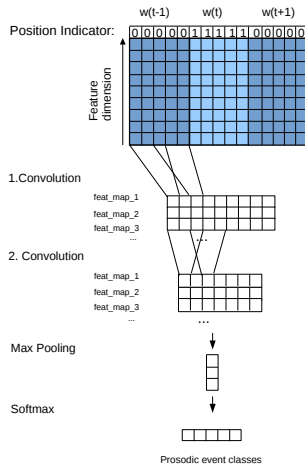 w(t-1) w(t) w(t+1)
Position Indicator: 0 0 0 0 0 1 1 1 1 1 0 0 0 0 0
Feature
dimension
1.Convolution
feat_map_1
feat_map_2
feat_map_3
... ...
2. Convolution
feat_map_1
feat_map_2
feat_map_3
... ...
Max Pooling
Softmax
Prosodic event classes